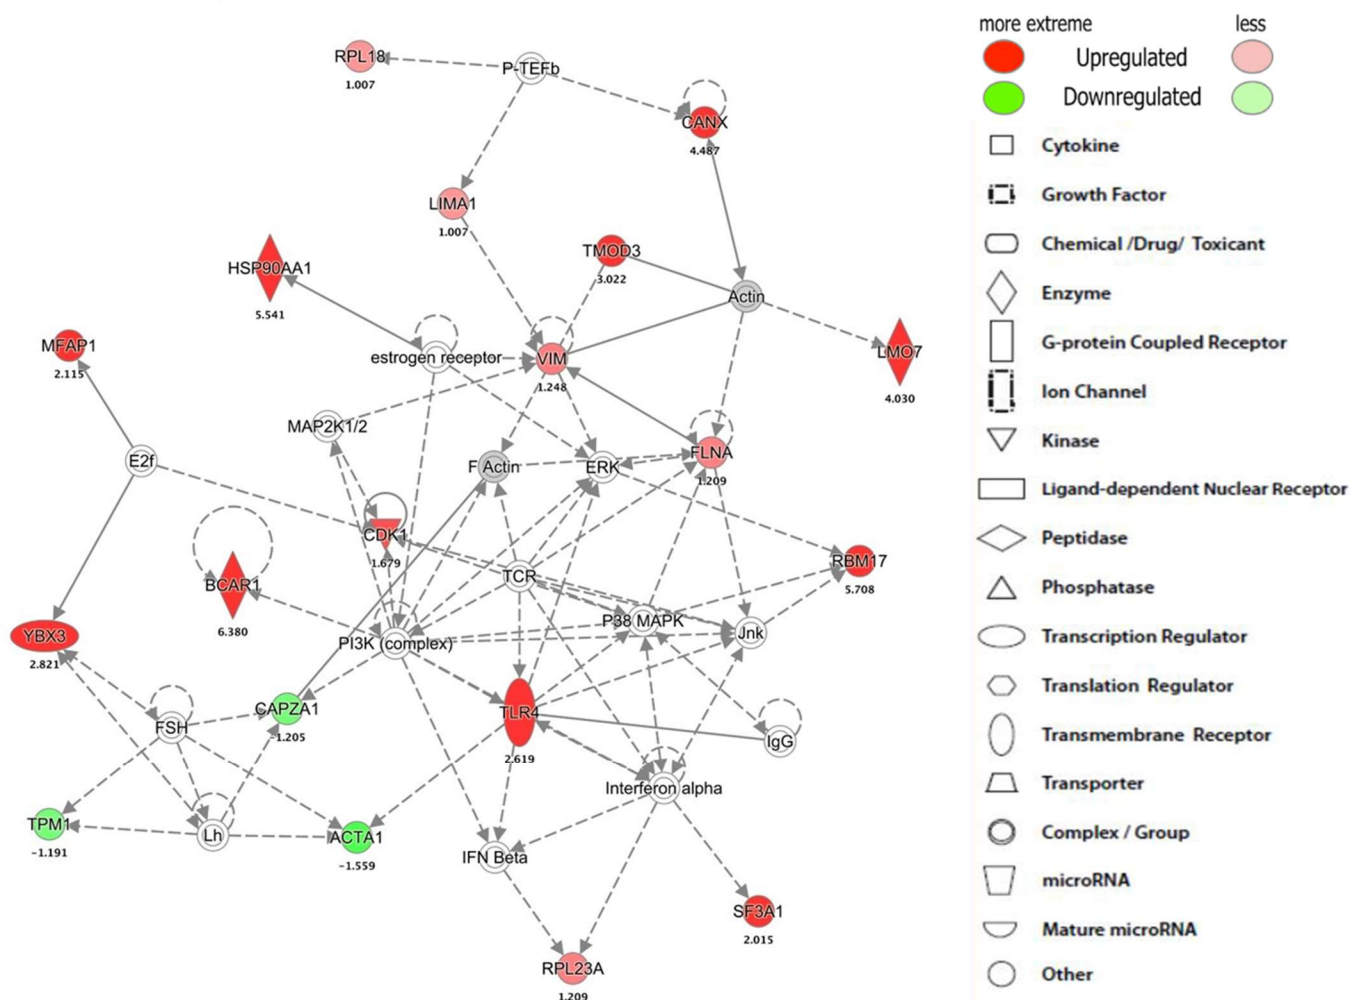 more extreme less
Upregulated
Downregulated
RPL18
1.007
P-TEFb
CANX
4.487
LIMA1
1.007
TMOD3
3.022
HSP90AA1
5.541
Actin
MFAP1
2.115
estrogen receptor
VIM
1.248
LMO7
4.030
MAP2K1/2
E2f
F Actin
ERK
FLNA
1.209
CDK1
1.679
BCAR1
6.380
TCR
RBM17
5.708
YBX3
2.821
PI3K (complex)
P38 MAPK
Jnk
FSH
CAPZA1
-1.205
TLR4
2.619
IgG
Interferon alpha
TPM1
-1.191
Lh
ACTA1
-1.559
IFN Beta
SF3A1
2.015
RPL23A
1.209
Cytokine
Growth Factor
Chemical /Drug/ Toxicant
Enzyme
G-protein Coupled Receptor
Ion Channel
Kinase
Ligand-dependent Nuclear Receptor
Peptidase
Phosphatase
Transcription Regulator
Translation Regulator
Transmembrane Receptor
Transporter
Complex / Group
microRNA
Mature microRNA
Other